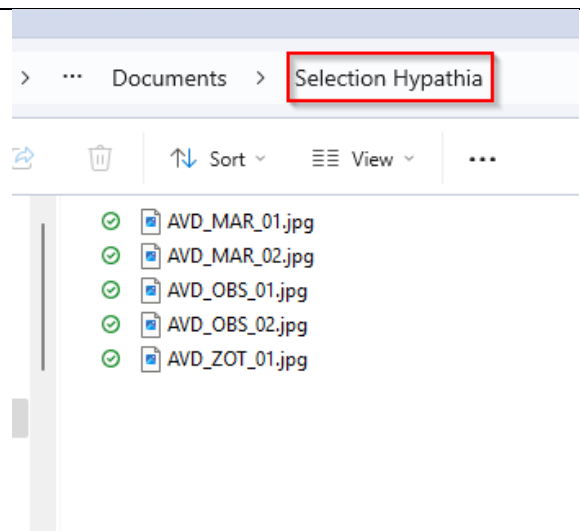 > ··· Documents > Selection Hypathia
Sort View ···
AVD_MAR_01.jpg
AVD_MAR_02.jpg
AVD_OBS_01.jpg
AVD_OBS_02.jpg
AVD_ZOT_01.jpg